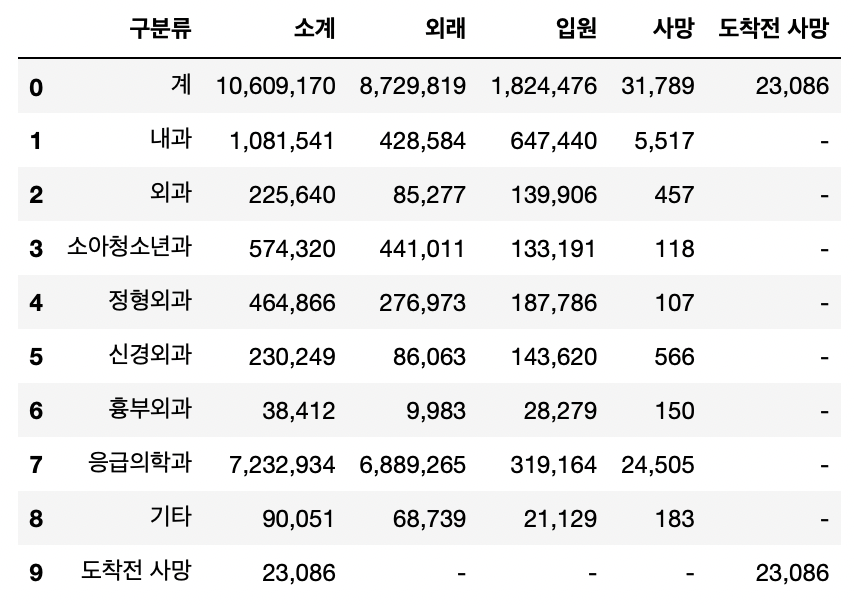 구분류 소계 외래 입원 사망 도착전 사망
0 계 10,609,170 8,729,819 1,824,476 31,789 23,086
1 내과 1,081,541 428,584 647,440 5,517 -
2 외과 225,640 85,277 139,906 457 -
3 소아청소년과 574,320 441,011 133,191 118 -
4 정형외과 464,866 276,973 187,786 107 -
5 신경외과 230,249 86,063 143,620 566 -
6 흉부외과 38,412 9,983 28,279 150 -
7 응급의학과 7,232,934 6,889,265 319,164 24,505 -
8 기타 90,051 68,739 21,129 183 -
9 도착전 사망 23,086 - - - 23,086